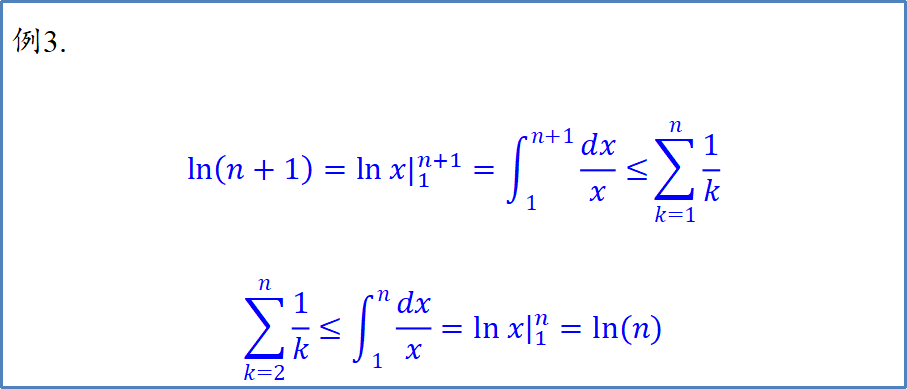 例3.
ln(n + 1) = ln x|₁ⁿ⁺¹ = ∫₁ⁿ⁺¹ dx/x ≤ ∑ₖ₌₁ⁿ 1/k
∑ₖ₌₂ⁿ 1/k ≤ ∫₁ⁿ dx/x = ln x|₁ⁿ = ln(n)